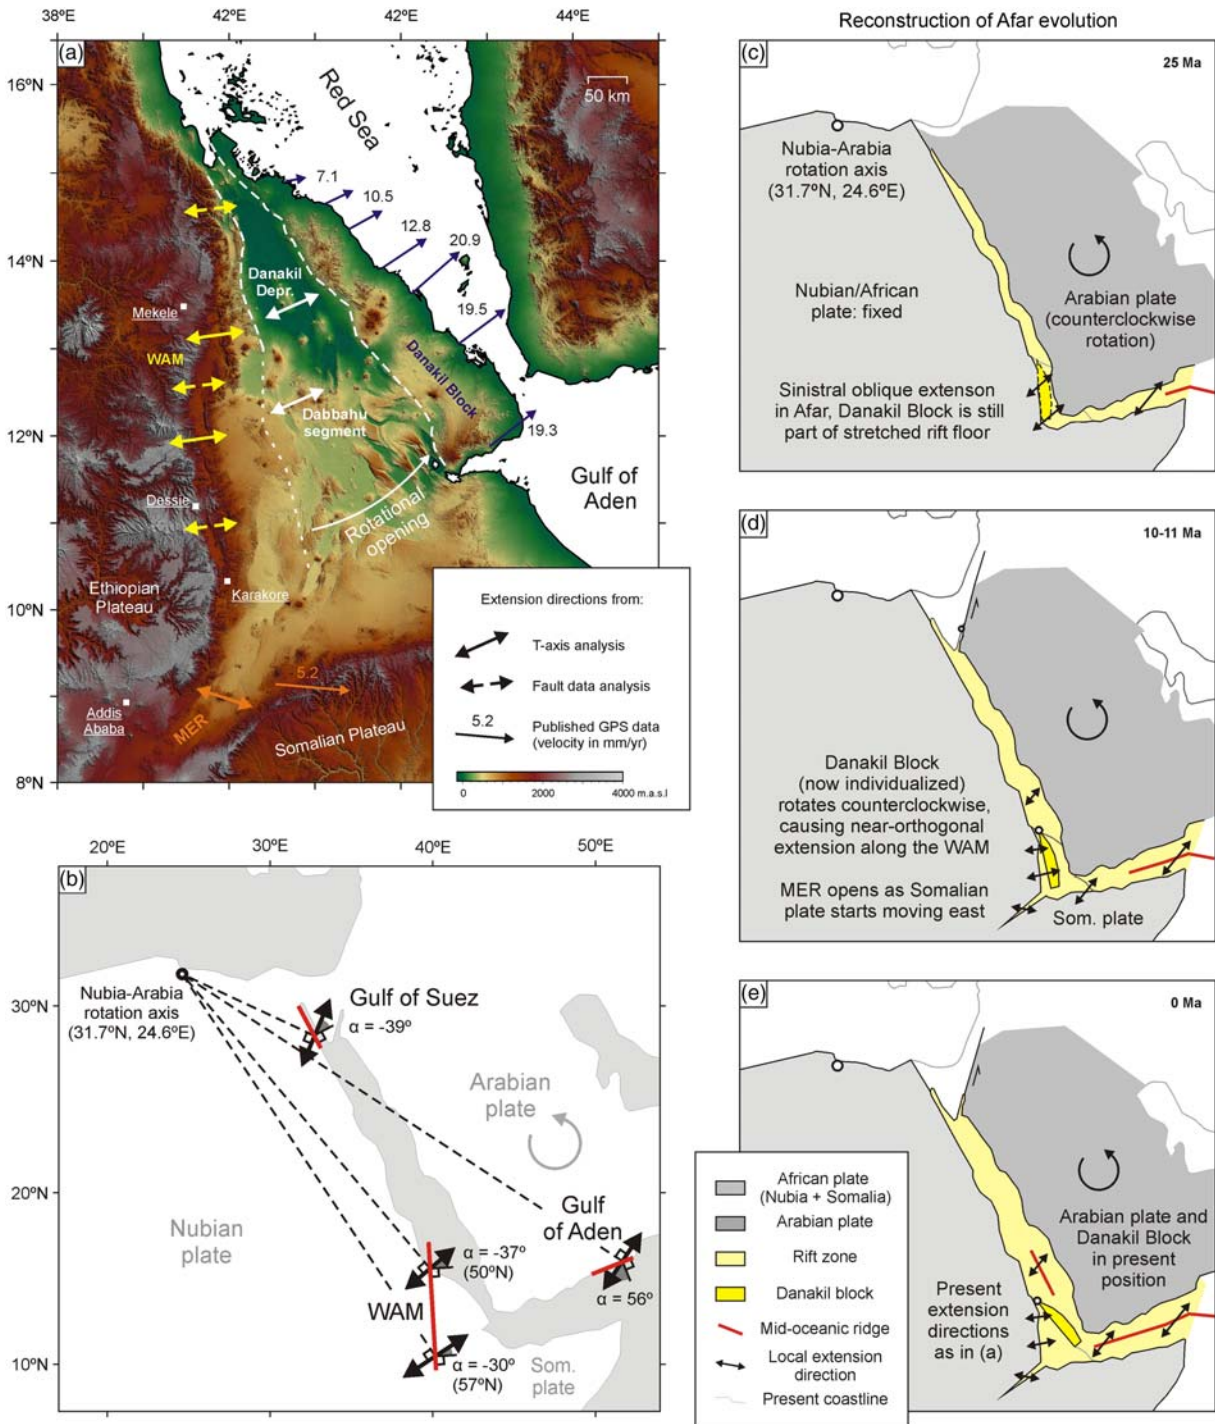 38ºE
42ºE
42ºE
44ºE
(a)
16ºN
14ºN
12ºN
10ºN
8ºN
Red Sea
50 km
7.1
10.5
12.8
20.9
19.5
19.3
Danakil
Depr.
Mekele
WAM
Danakil Block
Dabbahu
segment
Gulf of
Aden
Dessie
Rotational
opening
Ethiopian
Plateau
Karakore
5.2
Addis
Ababa
MER
Somalian Plateau
Extension directions from:
T-axis analysis
Fault data analysis
5.2
Published GPS data
(velocity in mm/yr)
0
2000
4000 m.a.s.l
20ºE
30ºE
40ºE
50ºE
(b)
30ºN
20ºN
10ºN
Nubia-Arabia
rotation axis
(31.7ºN, 24.6ºE)
Gulf of Suez
α = -39º
Arabian
plate
Gulf
of Aden
Nubian
plate
α = -37º
(50ºN)
WAM
α = 56º
α = -30º
(57ºN)
Som.
plate
Reconstruction of Afar evolution
(c)
25 Ma
Nubia-Arabia
rotation axis
(31.7ºN, 24.6ºE)
Nubian/African
plate: fixed
Arabian plate
(counterclockwise
rotation)
Sinistral oblique extenson
in Afar, Danakil Block is still
part of stretched rift floor
(d)
10-11 Ma
Danakil Block
(now individualized)
rotates counterclockwise,
causing near-orthogonal
extension along the WAM
MER opens as Somalian
plate starts moving east
Som. plate
(e)
0 Ma
Arabian plate and
Danakil Block
in present
position
Present
extension
directions
as in (a)
African plate
(Nubia + Somalia)
Arabian plate
Rift zone
Danakil block
Mid-oceanic ridge
Local extension
direction
Present coastline